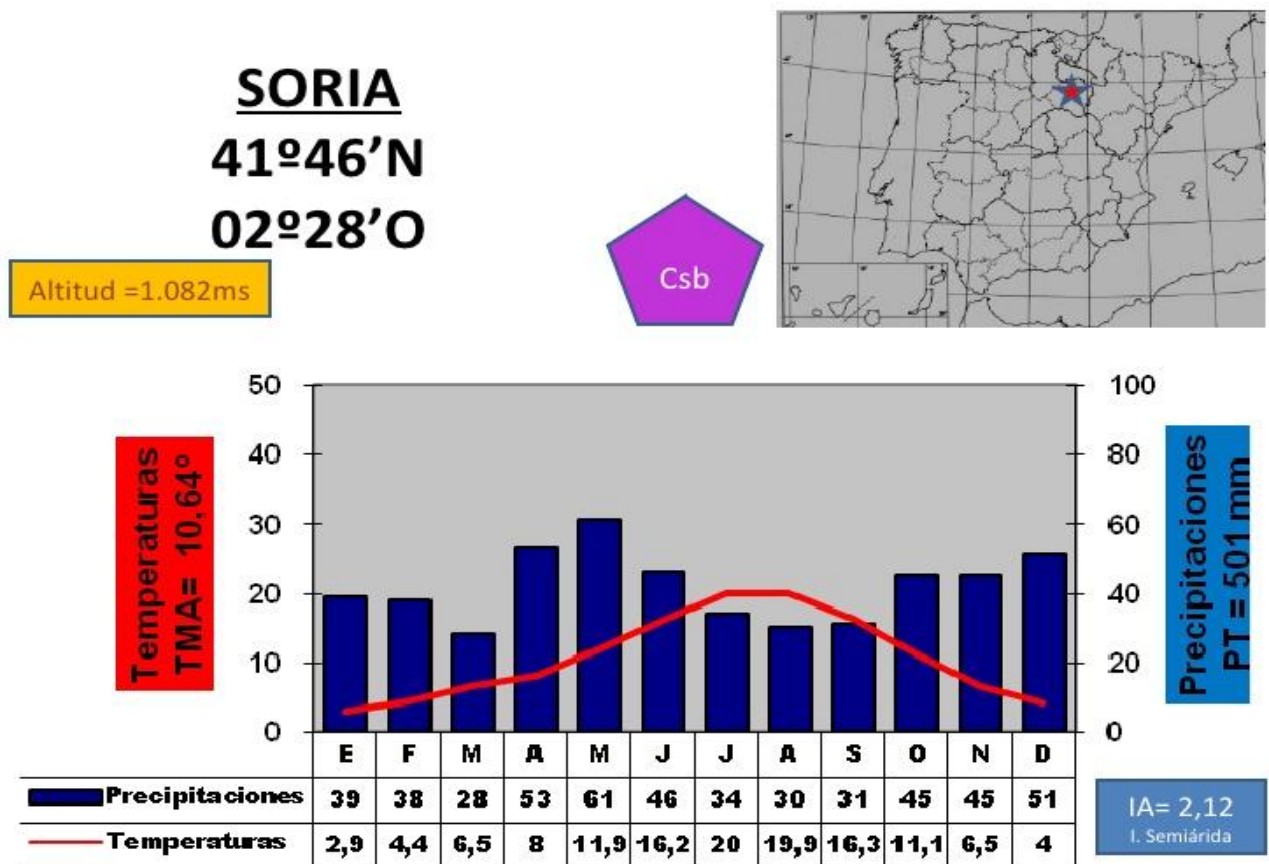 SORIA
41º46’N
02º28’O
Altitud =1.082ms
Csb
Temperaturas
TMA= 10,64º
50
40
30
20
10
0
100
80
60
40
20
0
Precipitaciones
PT = 501 mm
E F M A M J J A S O N D
Precipitaciones 39 38 28 53 61 46 34 30 31 45 45 51
Temperaturas 2,9 4,4 6,5 8 11,9 16,2 20 19,9 16,3 11,1 6,5 4
IA= 2,12
I. Semiárida